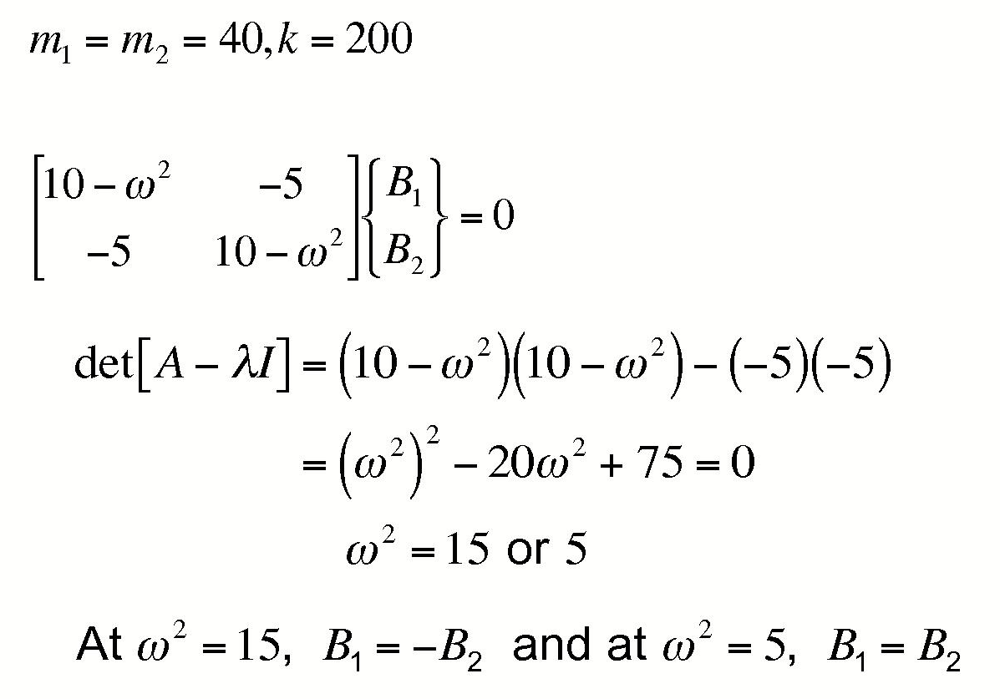 m₁ = m₂ = 40, k = 200
[10 − ω² −5] {B₁}
[−5 10 − ω²] {B₂} = 0
det[A − λI] = (10 − ω²)(10 − ω²) − (−5)(−5)
= (ω²)² − 20ω² + 75 = 0
ω² = 15 or 5
At ω² = 15, B₁ = −B₂ and at ω² = 5, B₁ = B₂